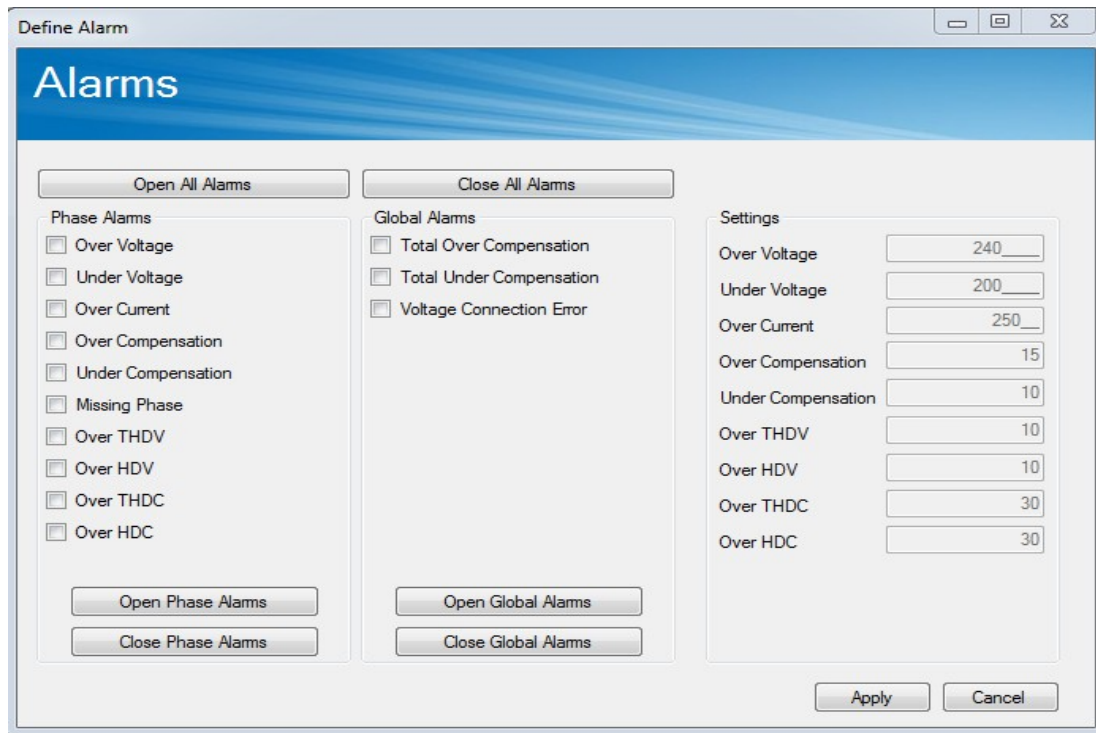 Define Alarm
Alarms
Open All Alarms
Close All Alarms
Phase Alarms
Over Voltage
Under Voltage
Over Current
Over Compensation
Under Compensation
Missing Phase
Over THDV
Over HDV
Over THDC
Over HDC
Open Phase Alarms
Close Phase Alarms
Global Alarms
Total Over Compensation
Total Under Compensation
Voltage Connection Error
Open Global Alarms
Close Global Alarms
Settings
Over Voltage 240____
Under Voltage 200____
Over Current 250__
Over Compensation 15
Under Compensation 10
Over THDV 10
Over HDV 10
Over THDC 30
Over HDC 30
Apply
Cancel